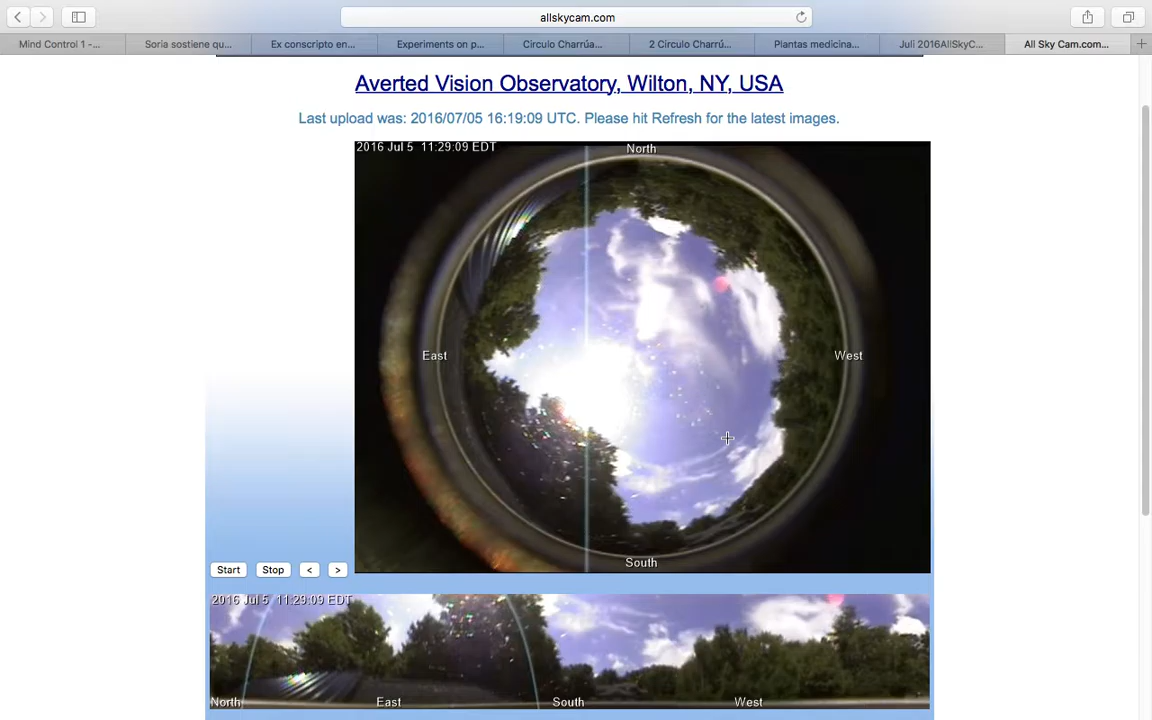 allskycam.com
Mind Control 1 -...
Soria sostiene qu...
Ex conscripto en...
Experiments on p...
Circulo Charrúa...
2 Circulo Charrú...
Plantas medicina...
Juli 2016AllSkyC...
All Sky Cam.com...
Averted Vision Observatory, Wilton, NY, USA
Last upload was: 2016/07/05 16:19:09 UTC. Please hit Refresh for the latest images.
2016 Jul 5 11:29:09 EDT
North
East
West
South
Start
Stop
<
>
2016 Jul 5 11:29:09 EDT
North
East
South
West